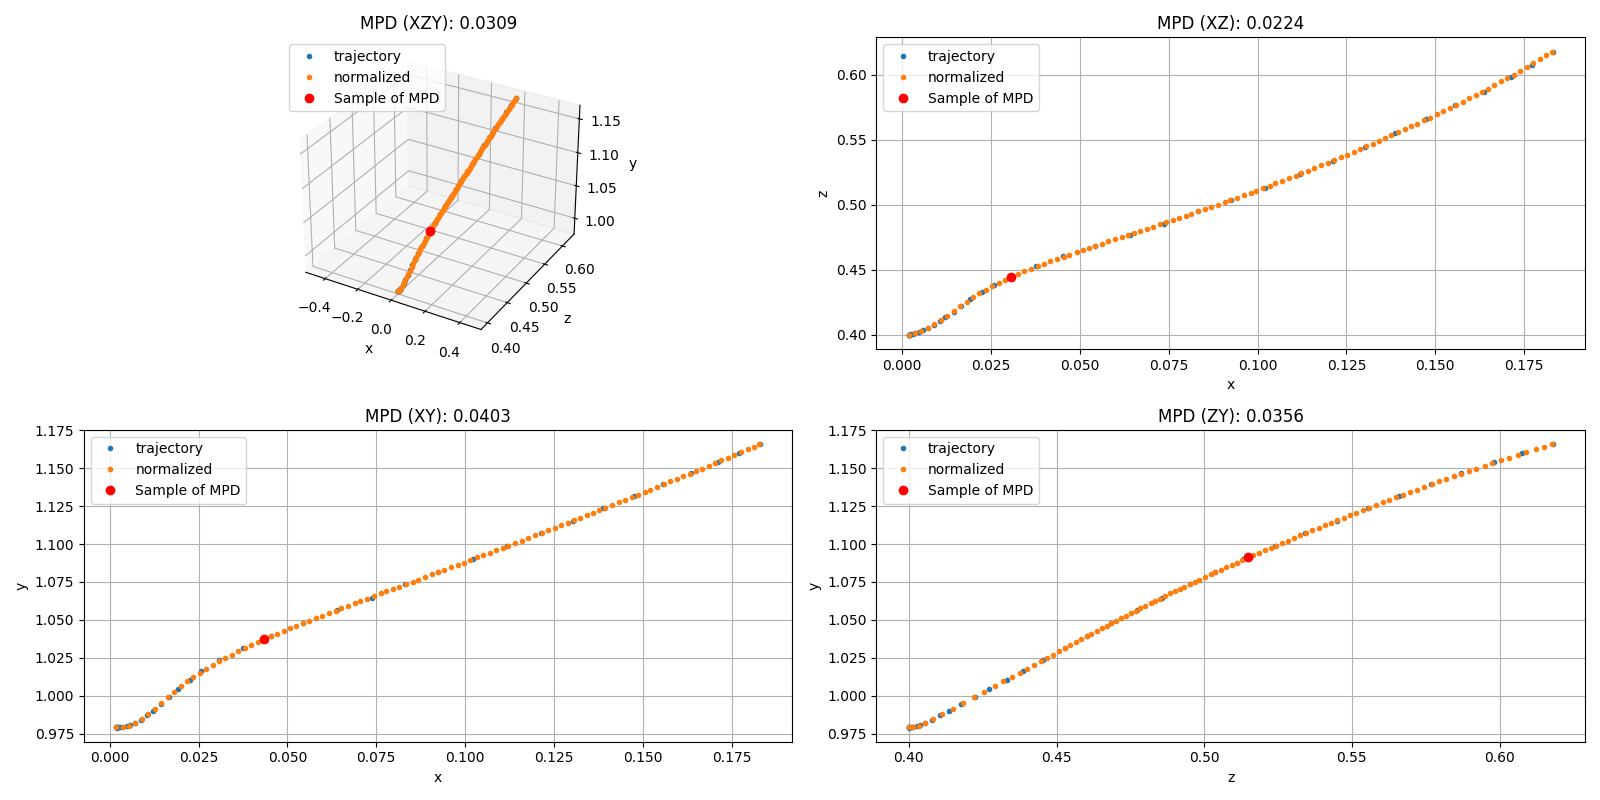 MPD (XZY): 0.0309
trajectory
normalized
Sample of MPD
1.15
1.10
1.05
1.00
y
−0.4
−0.2
0.0
0.2
0.4
x
0.40
0.45
0.50
0.55
0.60
z
MPD (XZ): 0.0224
trajectory
normalized
Sample of MPD
0.60
0.55
0.50
0.45
0.40
z
0.000 0.025 0.050 0.075 0.100 0.125 0.150 0.175
x
MPD (XY): 0.0403
trajectory
normalized
Sample of MPD
1.175
1.150
1.125
1.100
1.075
1.050
1.025
1.000
0.975
y
0.000 0.025 0.050 0.075 0.100 0.125 0.150 0.175
x
MPD (ZY): 0.0356
trajectory
normalized
Sample of MPD
1.175
1.150
1.125
1.100
1.075
1.050
1.025
1.000
0.975
y
0.40 0.45 0.50 0.55 0.60
z